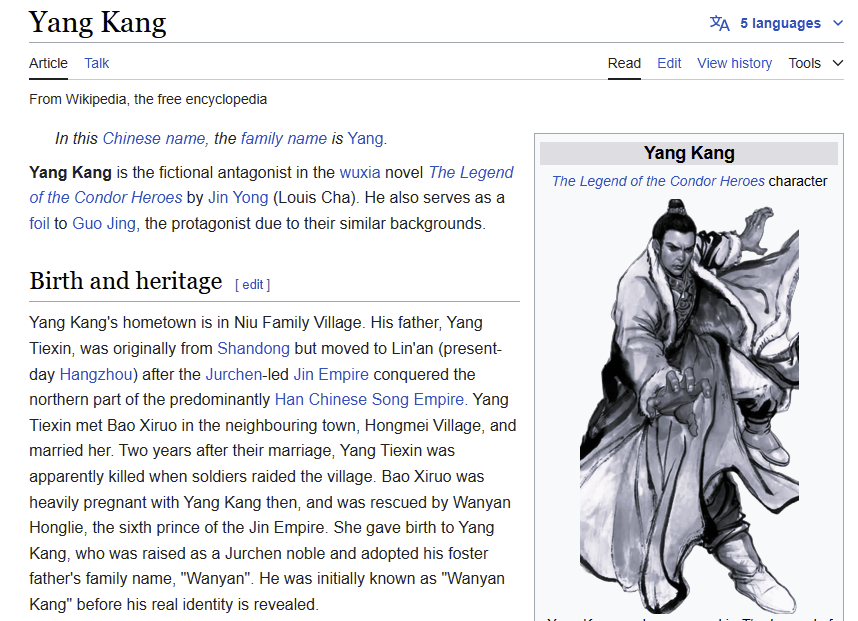 Yang Kang
5 languages
Article Talk
Read Edit View history Tools
From Wikipedia, the free encyclopedia
In this Chinese name, the family name is Yang.
Yang Kang is the fictional antagonist in the wuxia novel The Legend
of the Condor Heroes by Jin Yong (Louis Cha). He also serves as a
foil to Guo Jing, the protagonist due to their similar backgrounds.
Birth and heritage [ edit ]
Yang Kang's hometown is in Niu Family Village. His father, Yang
Tiexin, was originally from Shandong but moved to Lin'an (present-
day Hangzhou) after the Jurchen-led Jin Empire conquered the
northern part of the predominantly Han Chinese Song Empire. Yang
Tiexin met Bao Xiruo in the neighbouring town, Hongmei Village, and
married her. Two years after their marriage, Yang Tiexin was
apparently killed when soldiers raided the village. Bao Xiruo was
heavily pregnant with Yang Kang then, and was rescued by Wanyan
Honglie, the sixth prince of the Jin Empire. She gave birth to Yang
Kang, who was raised as a Jurchen noble and adopted his foster
father's family name, "Wanyan". He was initially known as "Wanyan
Kang" before his real identity is revealed.
Yang Kang
The Legend of the Condor Heroes character